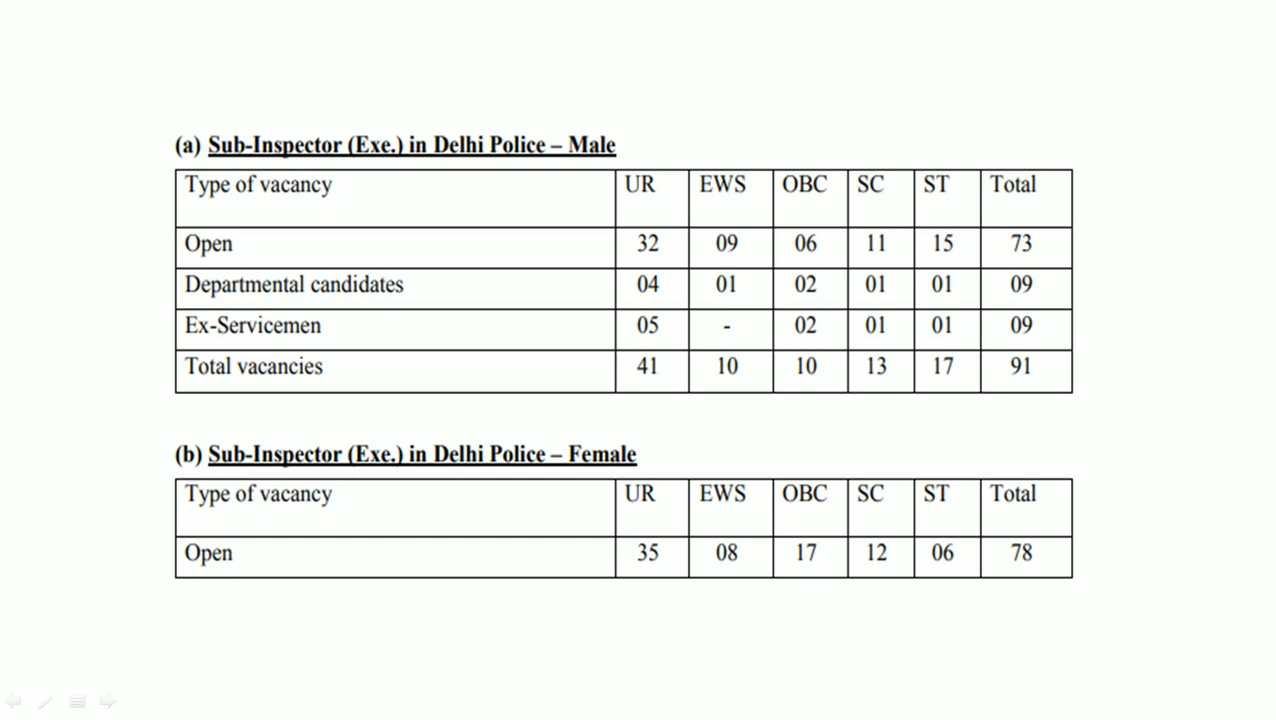 (a) Sub-Inspector (Exe.) in Delhi Police – Male
Type of vacancy UR EWS OBC SC ST Total
Open 32 09 06 11 15 73
Departmental candidates 04 01 02 01 01 09
Ex-Servicemen 05 - 02 01 01 09
Total vacancies 41 10 10 13 17 91
(b) Sub-Inspector (Exe.) in Delhi Police – Female
Type of vacancy UR EWS OBC SC ST Total
Open 35 08 17 12 06 78